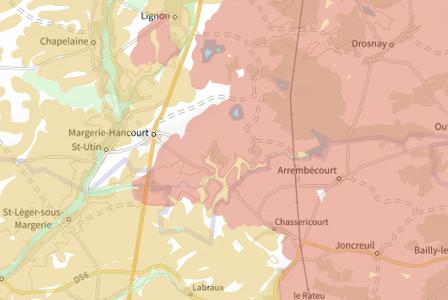 Lignon
Chapelaine
Drosnay
Margerie-Hancourt
St-Utin
Arrembécourt
St-Léger-sous-
Margerie
Chassericourt
Joncreuil
Bailly-le
D56
Labraux
le Rateu
Ou